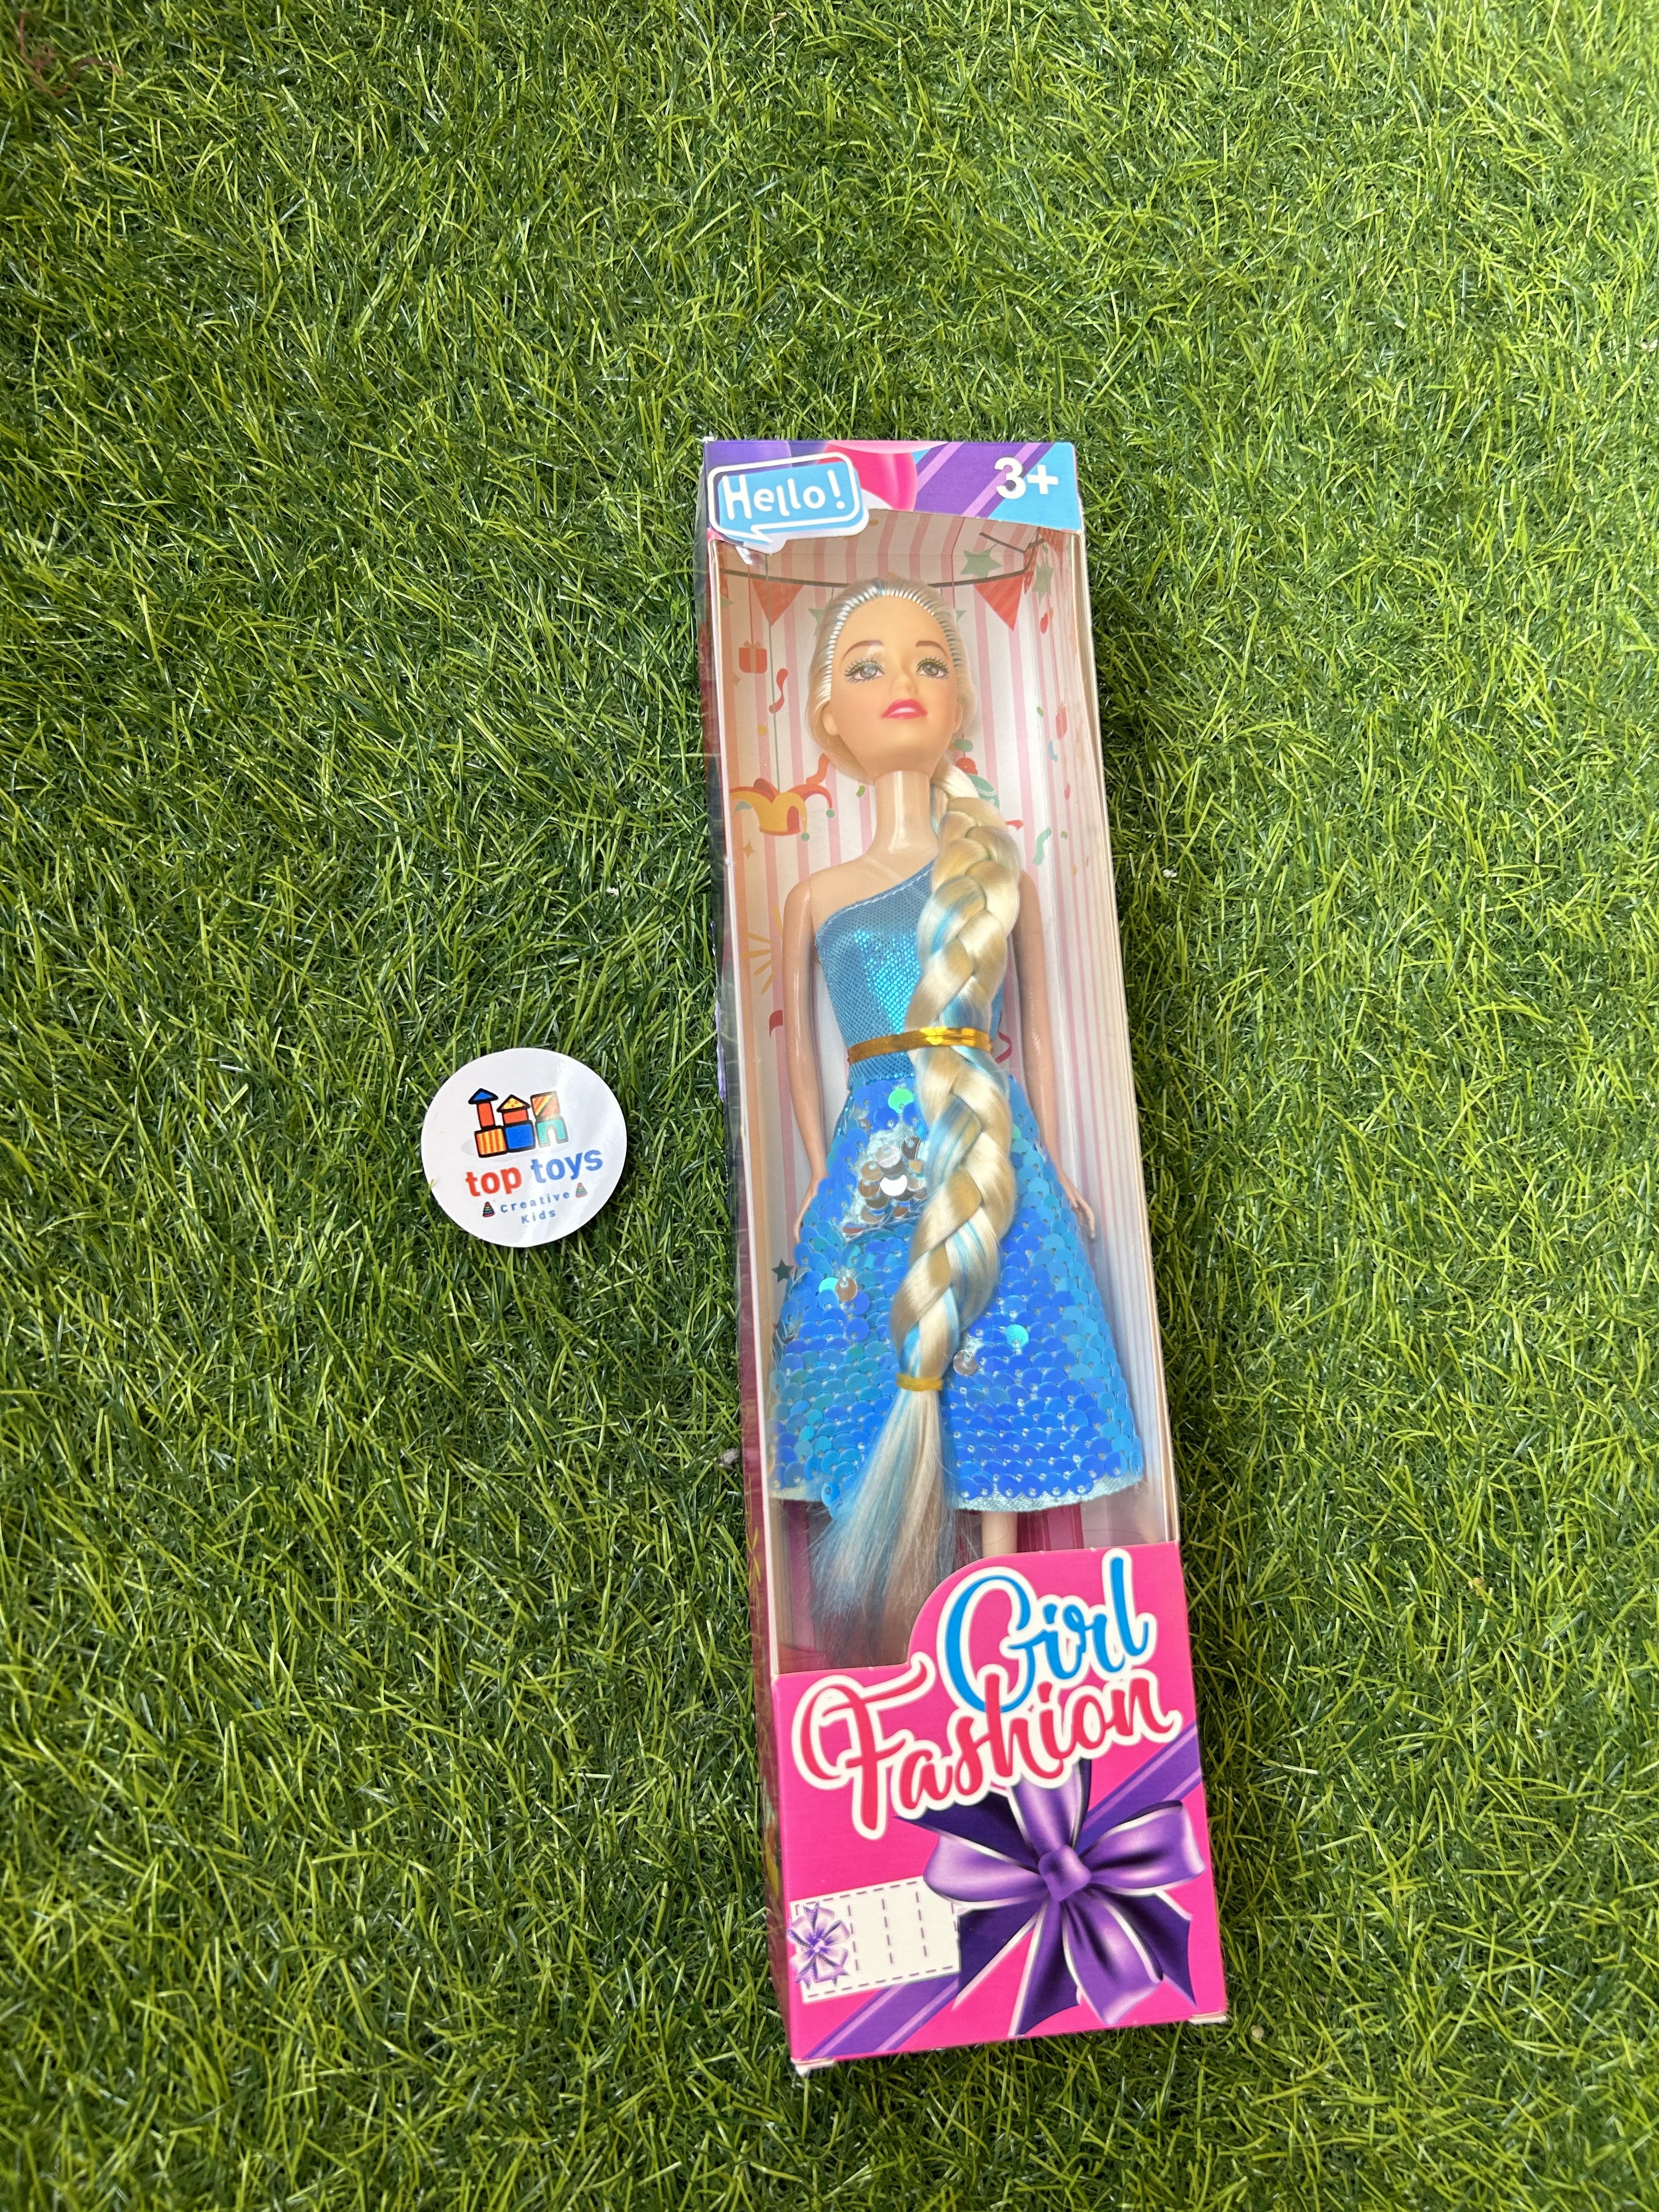 Hello!
3+
top toys
creative
Kids
Girl
Fashion